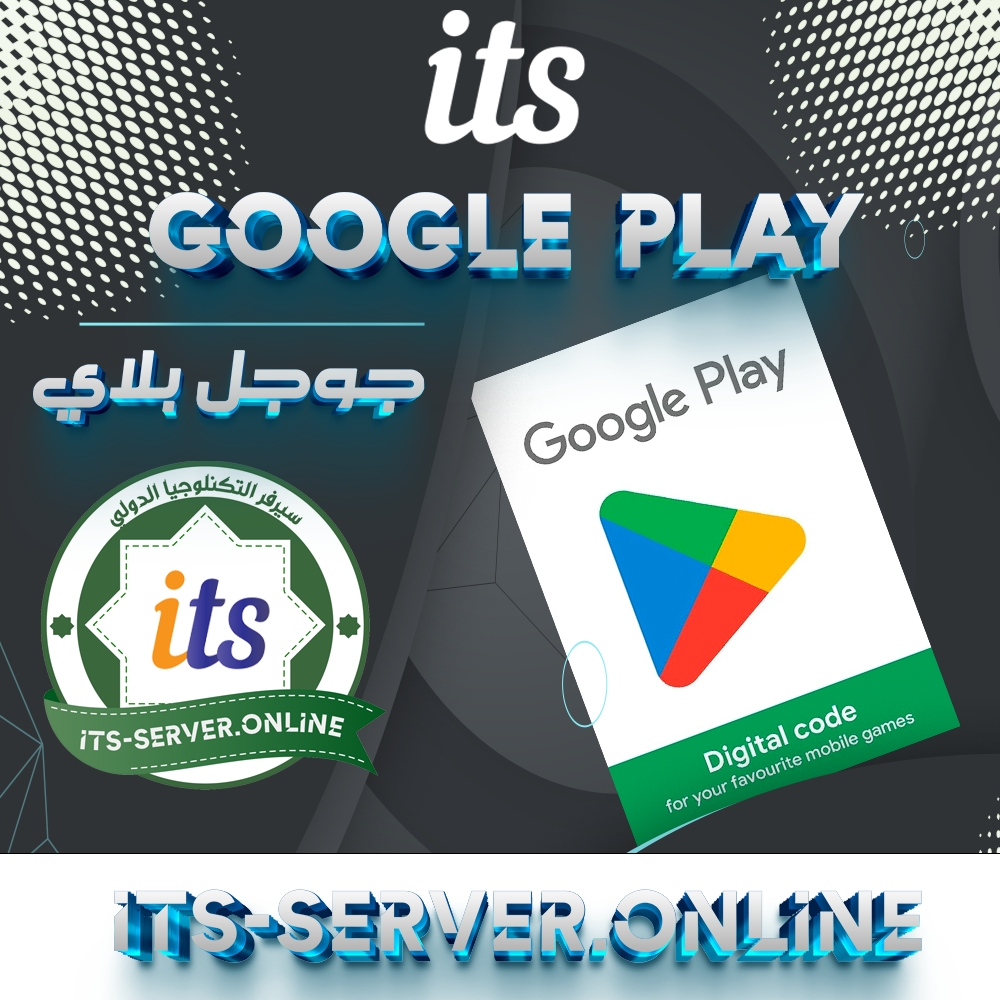 its
GOOGLE PLAY
جوجل بلاي
Google Play
سيرفر التكنلوجيا الدولي
its
iTS-SERVER.ONLiNE
Digital code
for your favourite mobile games
iTS-SERVER.ONLiNE